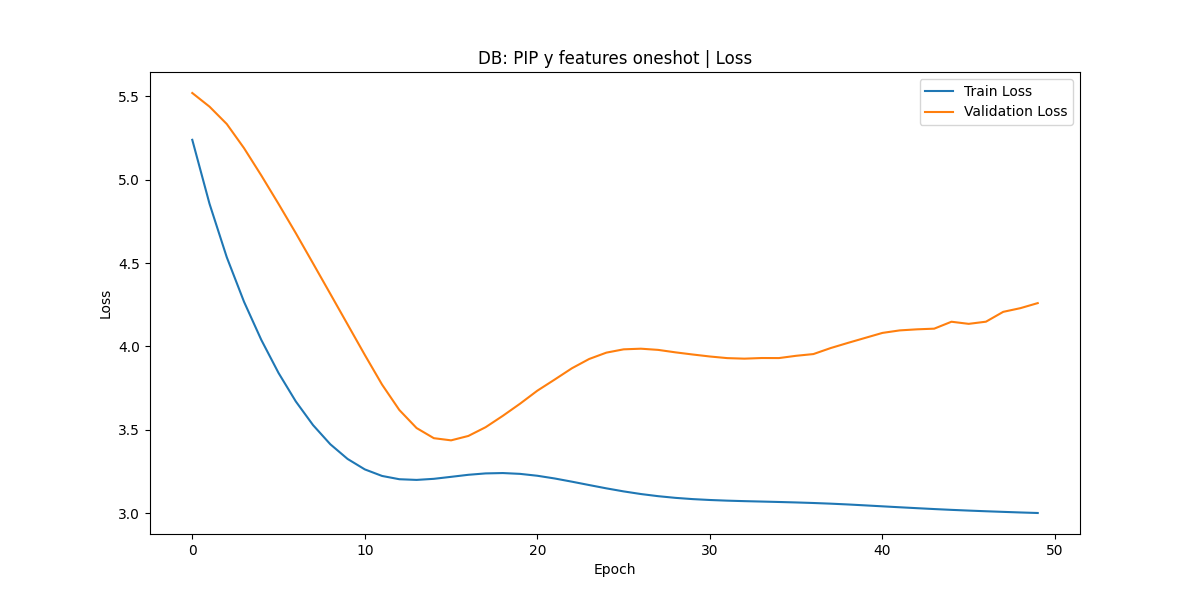 DB: PIP y features oneshot | Loss
Train Loss
Validation Loss
5.5
5.0
4.5
4.0
3.5
3.0
Loss
0 10 20 30 40 50
Epoch